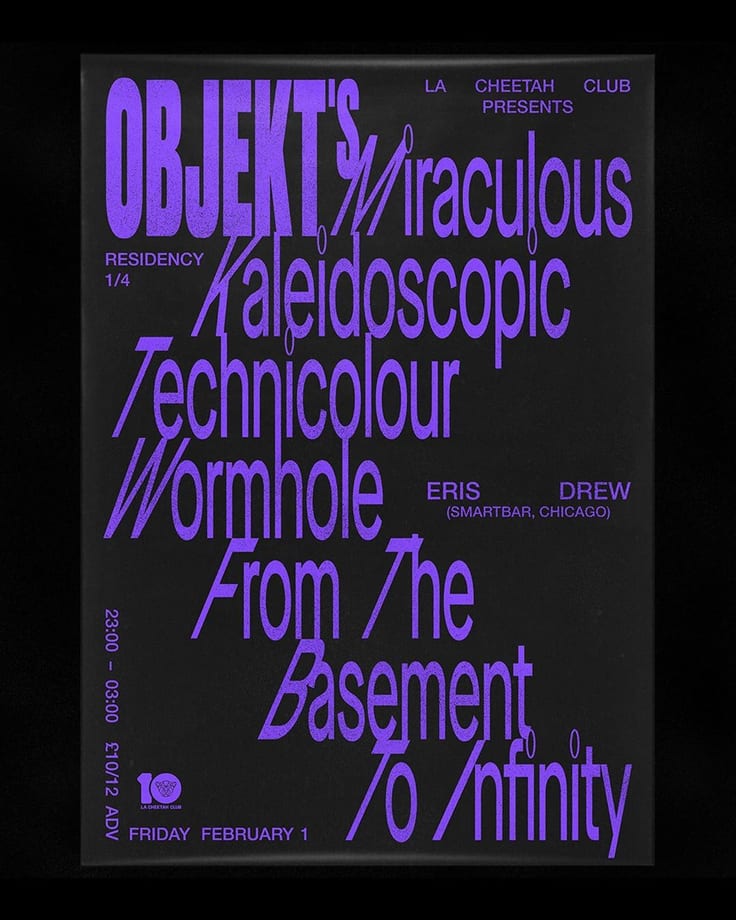 OBJEKT's
LA CHEETAH CLUB
PRESENTS
Miraculous
RESIDENCY
1/4
Kaleidoscopic
Technicolour
Wormhole
ERIS DREW
(SMARTBAR, CHICAGO)
From The
Basement
To Infinity
23:00 – 03:00 £10/12 ADV
10
LA CHEETAH CLUB
FRIDAY FEBRUARY 1